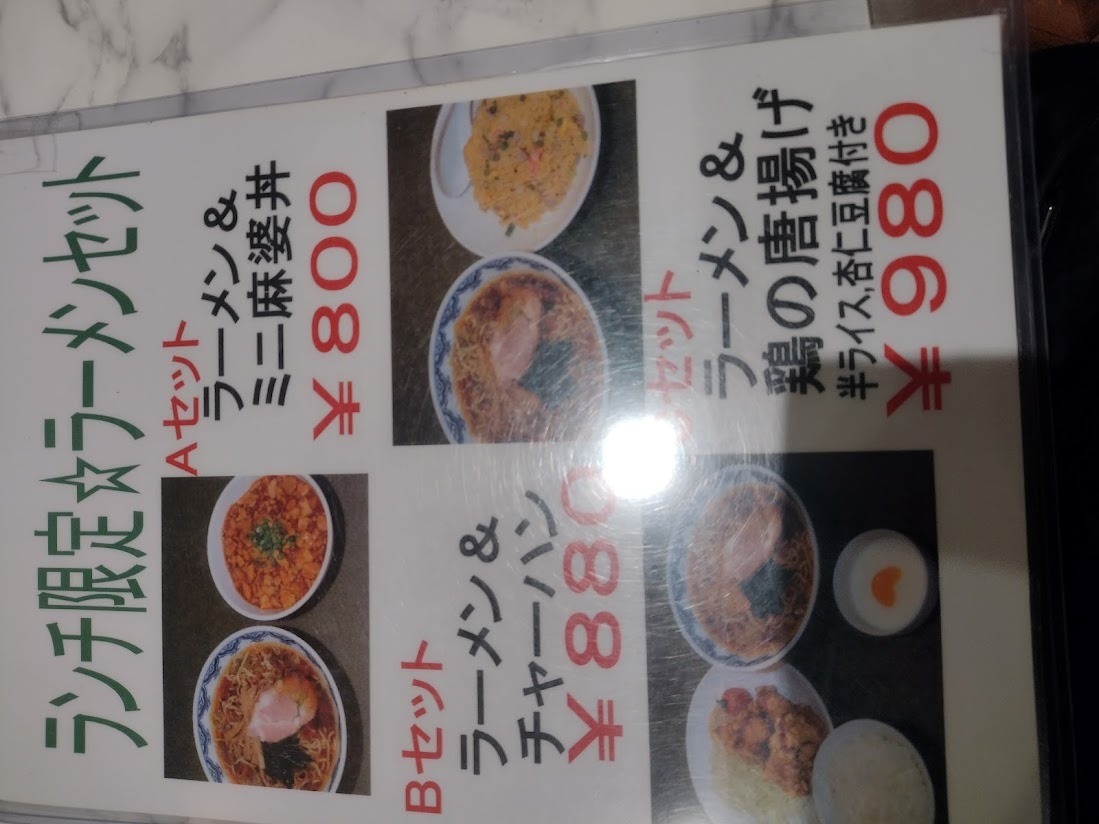 ランチ限定☆ラーメンセット
Aセット
ラーメン&
ミニ麻婆丼
¥800
Bセット
ラーメン&
チャーハン
¥880
セット
ラーメン&
鶏の唐揚げ
半ライス,杏仁豆腐付き
¥980